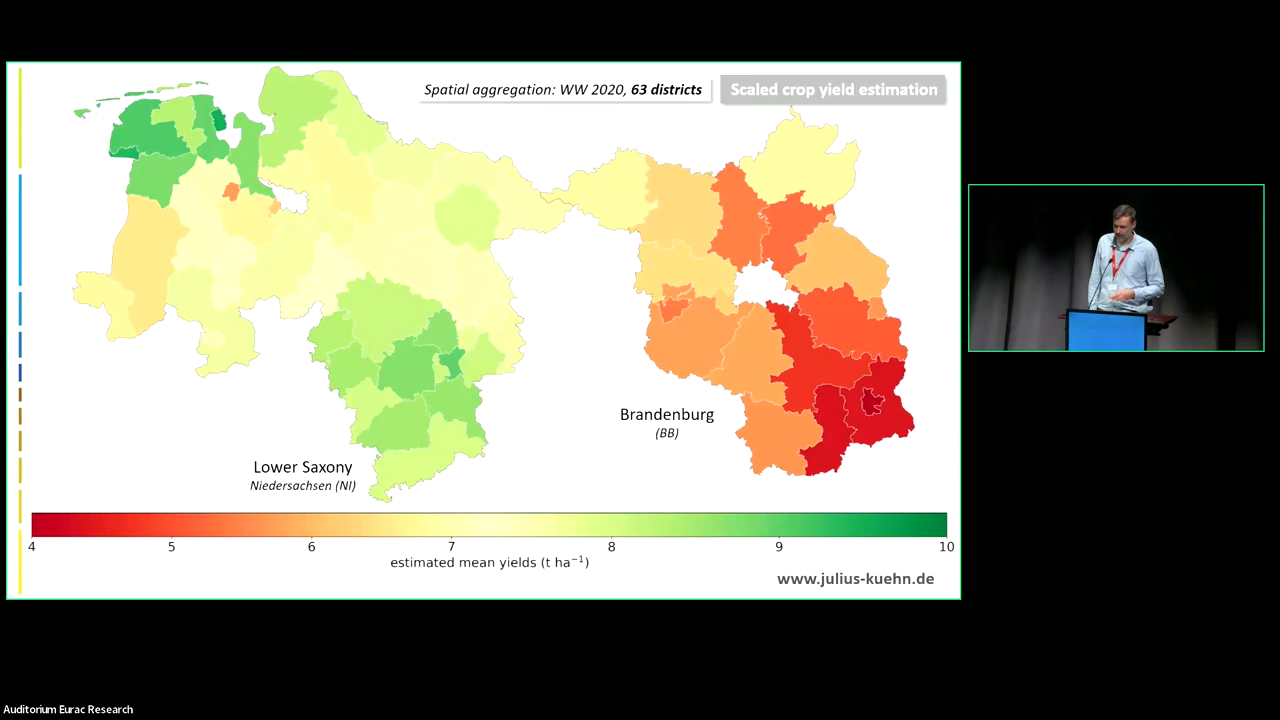 Spatial aggregation: WW 2020, 63 districts
Scaled crop yield estimation
Brandenburg
(BB)
Lower Saxony
Niedersachsen (NI)
4 5 6 7 8 9 10
estimated mean yields (t ha⁻¹)
www.julius-kuehn.de
Auditorium Eurac Research